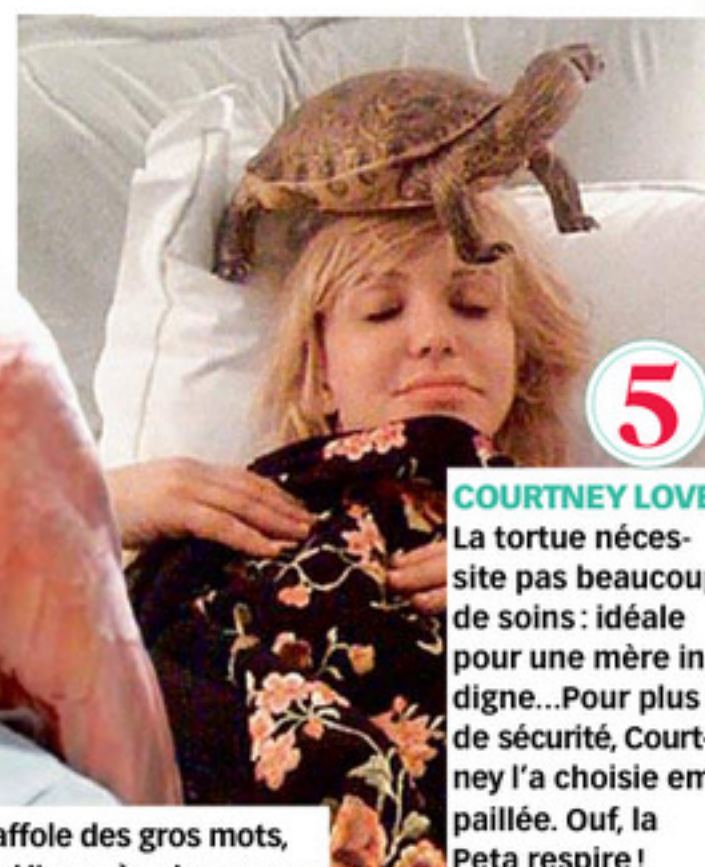 5
COURTNEY LOVE
La tortue néces-
site pas beaucoup
de soins : idéale
pour une mère in
digne...Pour plus
de sécurité, Court-
ney l'a choisie em
paillée. Ouf, la
Peta respire !
affole des gros mots,